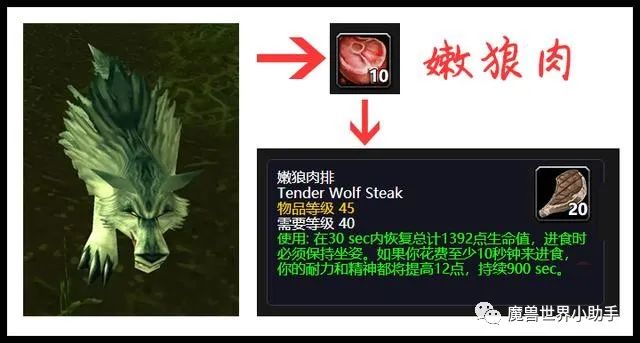 10
嫩狼肉
嫩狼肉排
Tender Wolf Steak
物品等级 45
需要等级 40
使用: 在30 sec内恢复总计1392点生命值，进食时
必须保持坐姿。如果你花费至少10秒钟来进食，
你的耐力和精神都将提高12点，持续900 sec。
20
魔兽世界小助手